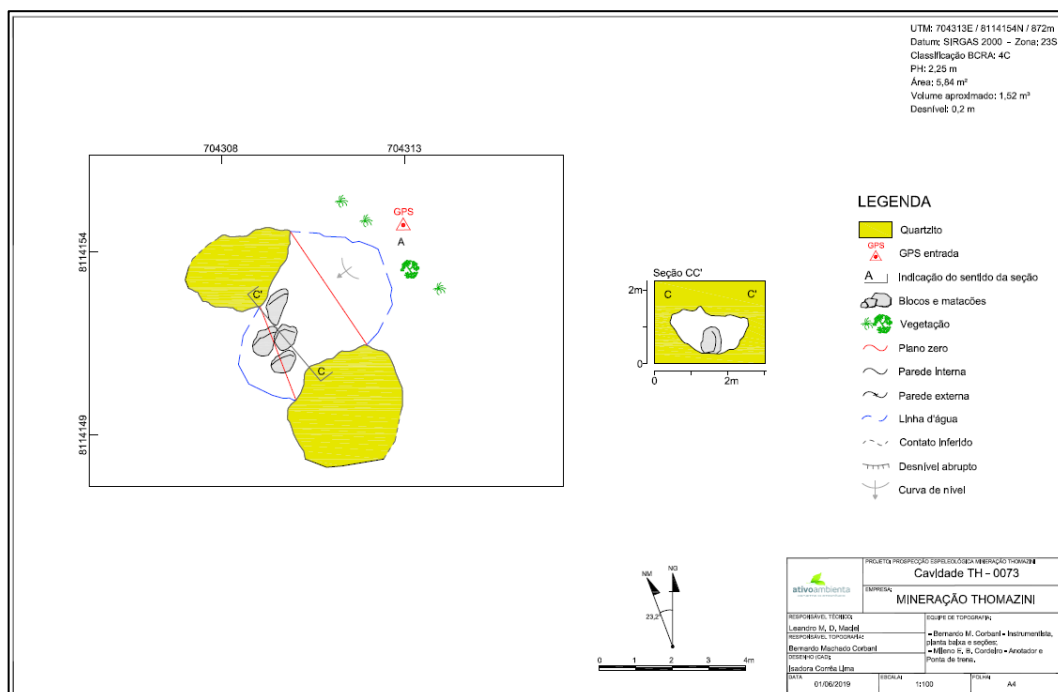 UTM: 704313E / 8114154N / 872m
Datum: SIRGAS 2000 - Zona: 23S
Classificação BCRA: 4C
PH: 2,25 m
Área: 5,84 m²
Volume aproximado: 1,52 m³
Desnível: 0,2 m
704308
704313
GPS
A
8114154
C'
C
8114149
Seção CC'
2m
C
C'
1
0
0
2m
LEGENDA
Quartzito
GPS
GPS entrada
A
Indicação do sentido da seção
Blocos e matacões
Vegetação
Plano zero
Parede interna
Parede externa
Linha d'água
Contato inferido
Desnível abrupto
Curva de nível
NM
NG
23,2°
0 1 2 4m
ativoambienta
PROJETO: PROSPECÇÃO ESPELEOLÓGICA MINERAÇÃO THOMAZINI
Cavidade TH - 0073
EMPRESA:
MINERAÇÃO THOMAZINI
RESPONSÁVEL TÉCNICO:
Leandro M. D. Maciel
RESPONSÁVEL TOPOGRAFIA:
Bernardo Machado Corbani
DESENHO (CAD):
Isadora Corrêa Lima
EQUIPE DE TOPOGRAFIA:
- Bernardo M. Corbani - Instrumentista,
planta baixa e seções;
- Mileno E. B. Cordeiro - Anotador e
Ponta de trena.
DATA
01/06/2019
ESCALA:
1:100
FOLHA:
A4